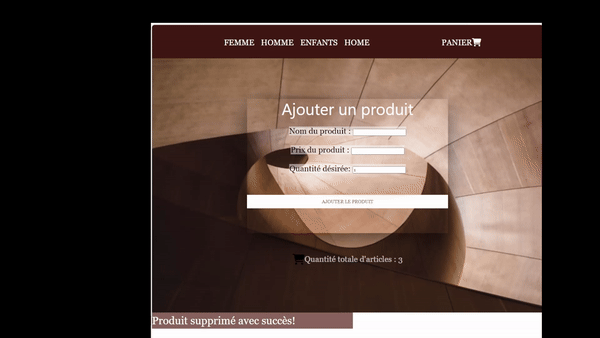 FEMME HOMME ENFANTS HOME PANIER
Ajouter un produit
Nom du produit :
Prix du produit :
Quantité désirée:
AJOUTER LE PRODUIT
Quantité totale d'articles : 3
Produit supprimé avec succès!